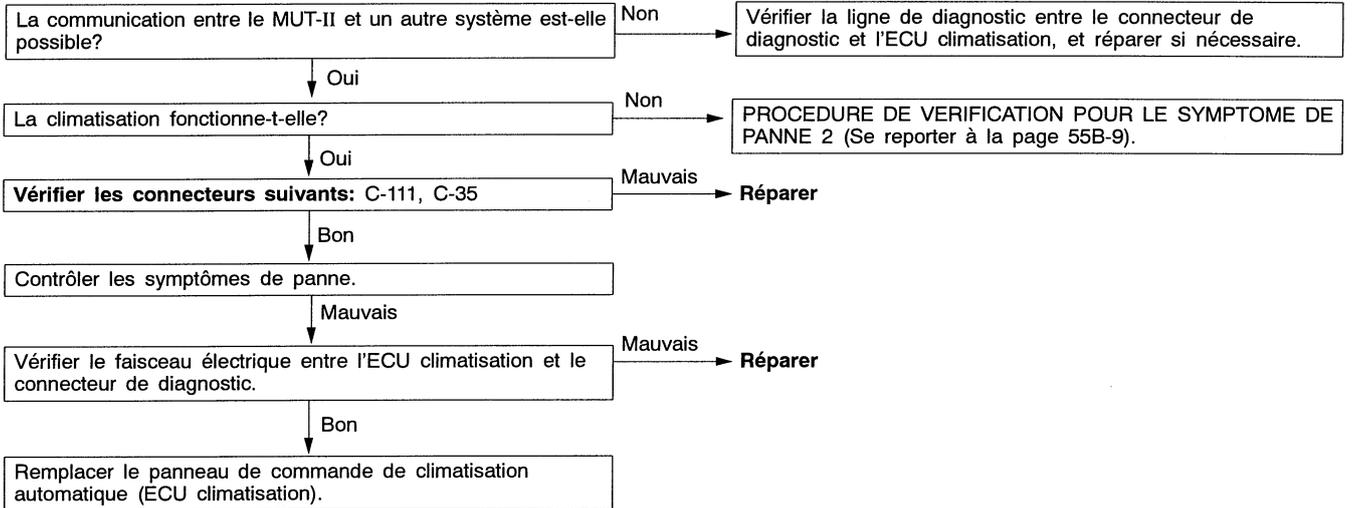 La communication entre le MUT-II et un autre système est-elle
possible?
Non
Vérifier la ligne de diagnostic entre le connecteur de
diagnostic et l'ECU climatisation, et réparer si nécessaire.
Oui
La climatisation fonctionne-t-elle?
Non
PROCEDURE DE VERIFICATION POUR LE SYMPTOME DE
PANNE 2 (Se reporter à la page 55B-9).
Oui
Vérifier les connecteurs suivants: C-111, C-35
Mauvais
Réparer
Bon
Contrôler les symptômes de panne.
Mauvais
Vérifier le faisceau électrique entre l'ECU climatisation et le
connecteur de diagnostic.
Mauvais
Réparer
Bon
Remplacer le panneau de commande de climatisation
automatique (ECU climatisation).